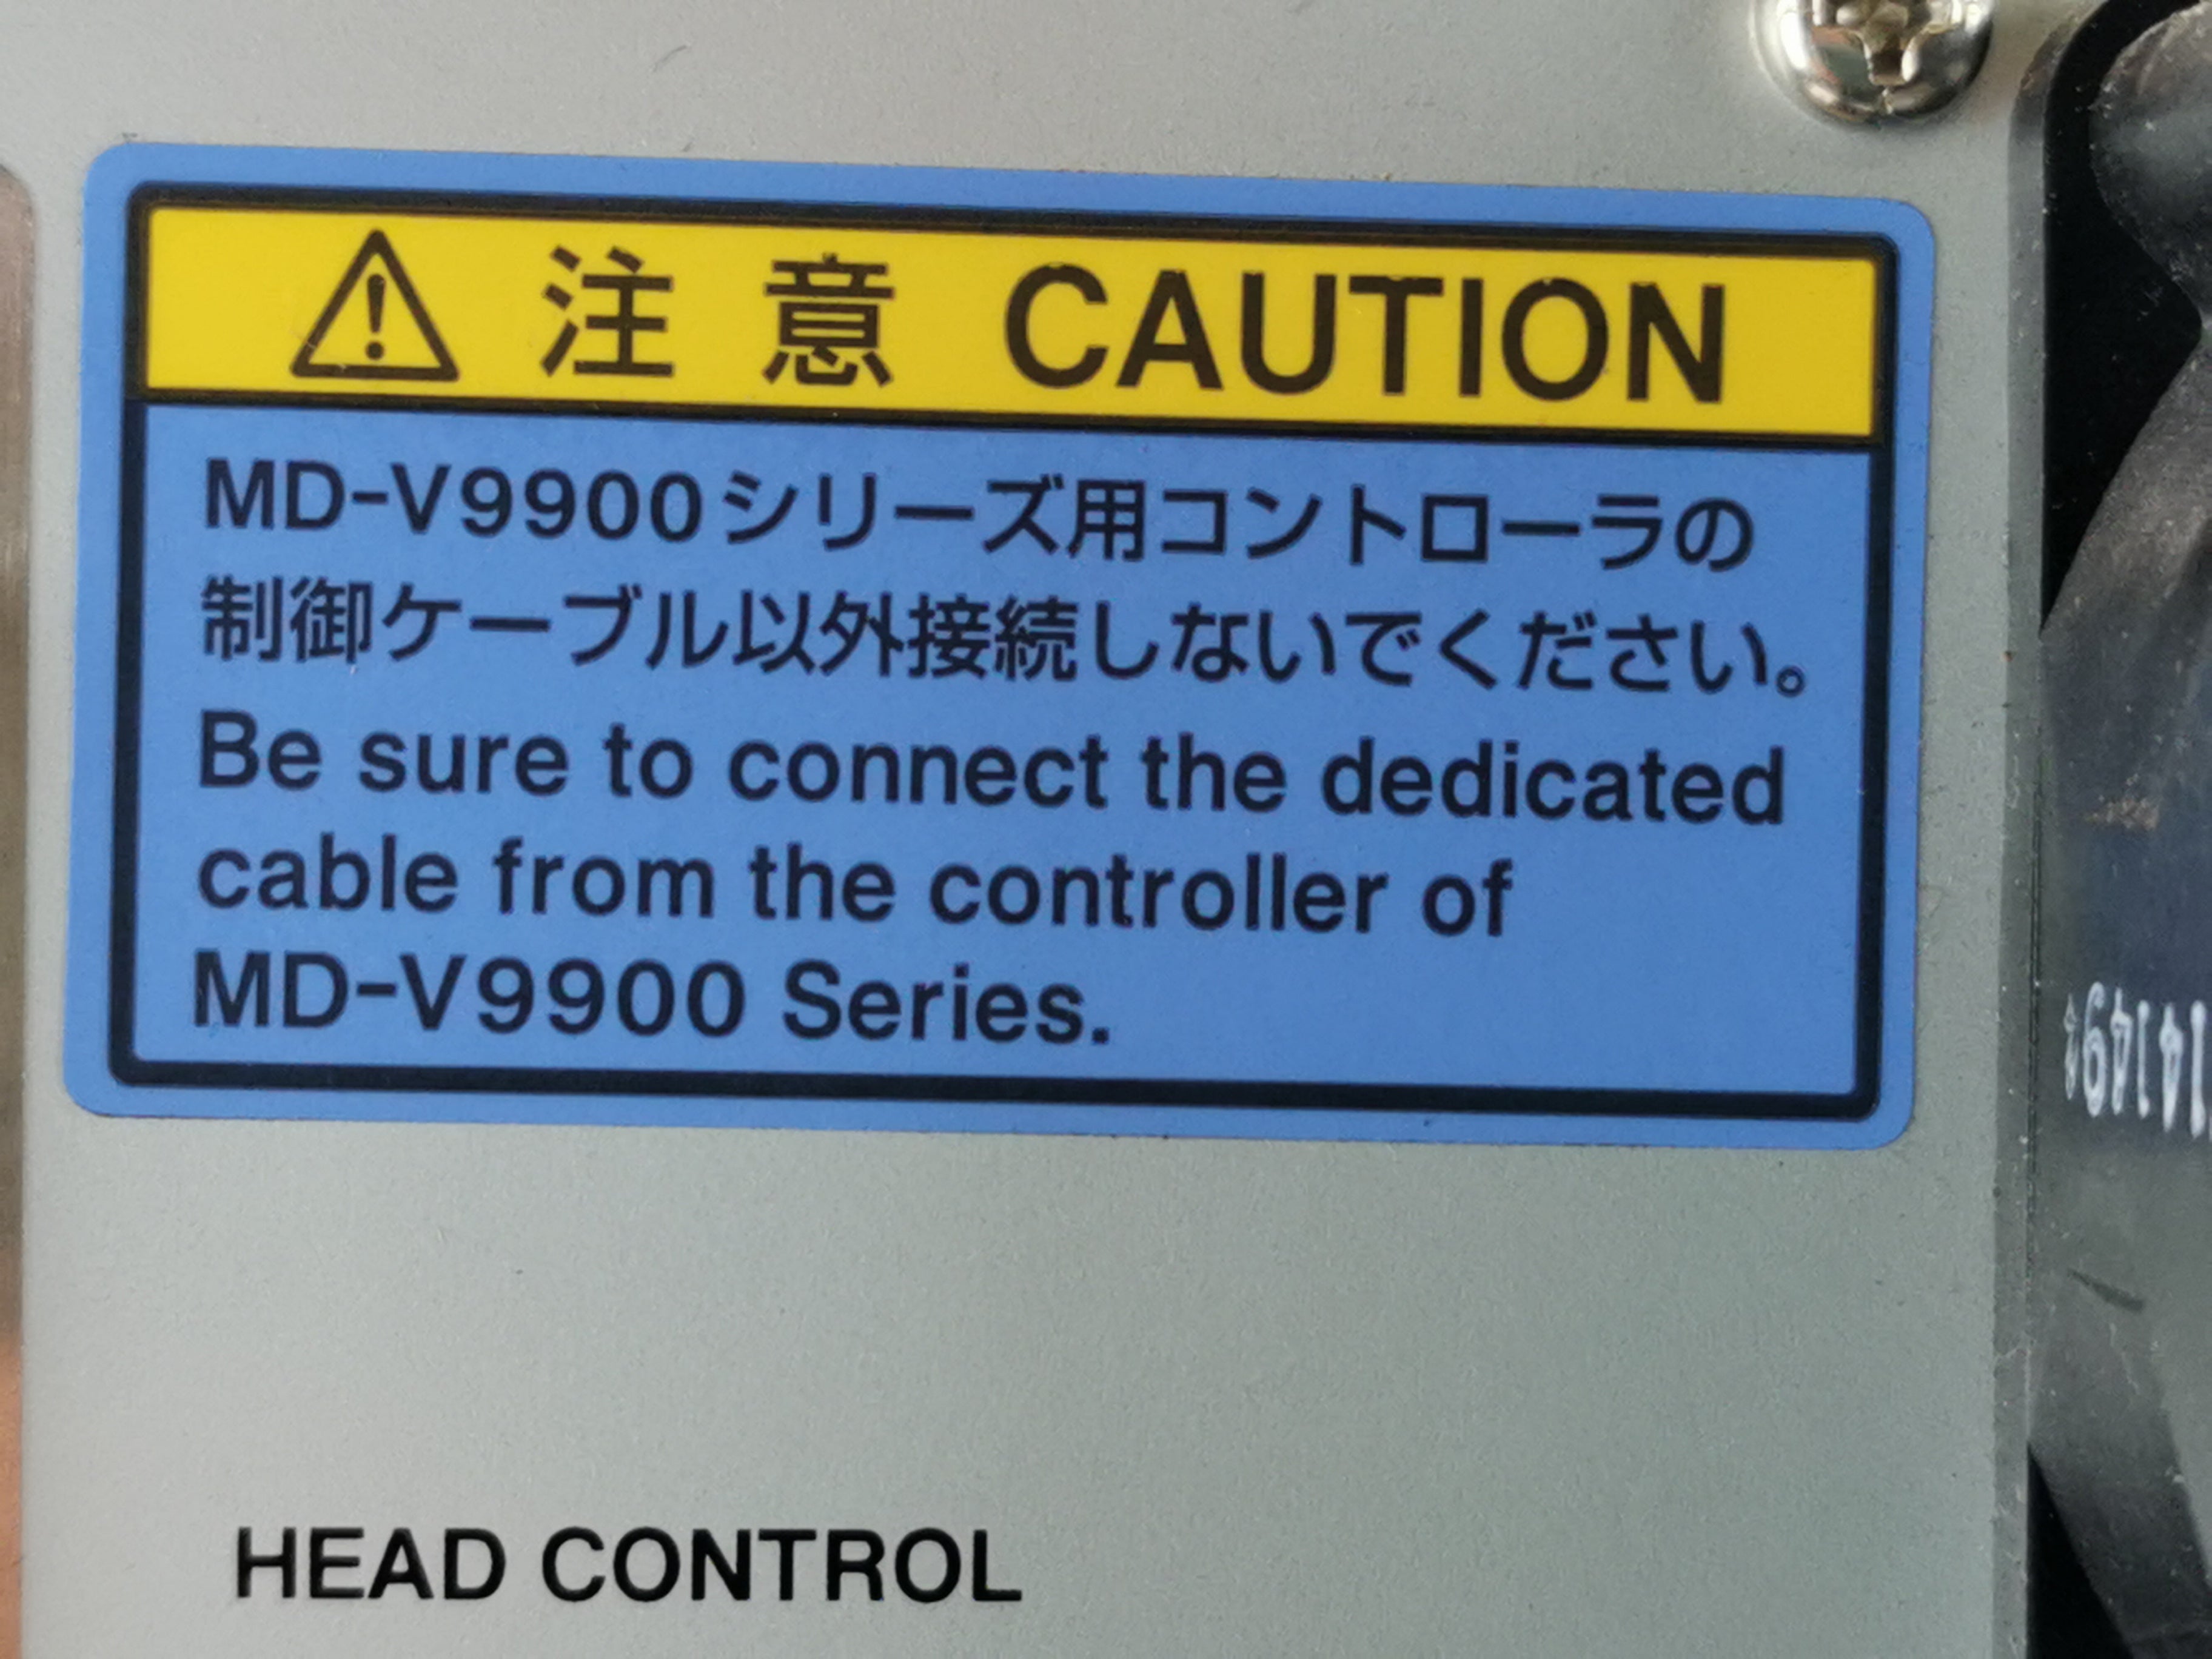 注意 CAUTION
MD-V9900シリーズ用コントローラの
制御ケーブル以外接続しないでください。
Be sure to connect the dedicated
cable from the controller of
MD-V9900 Series.
HEAD CONTROL